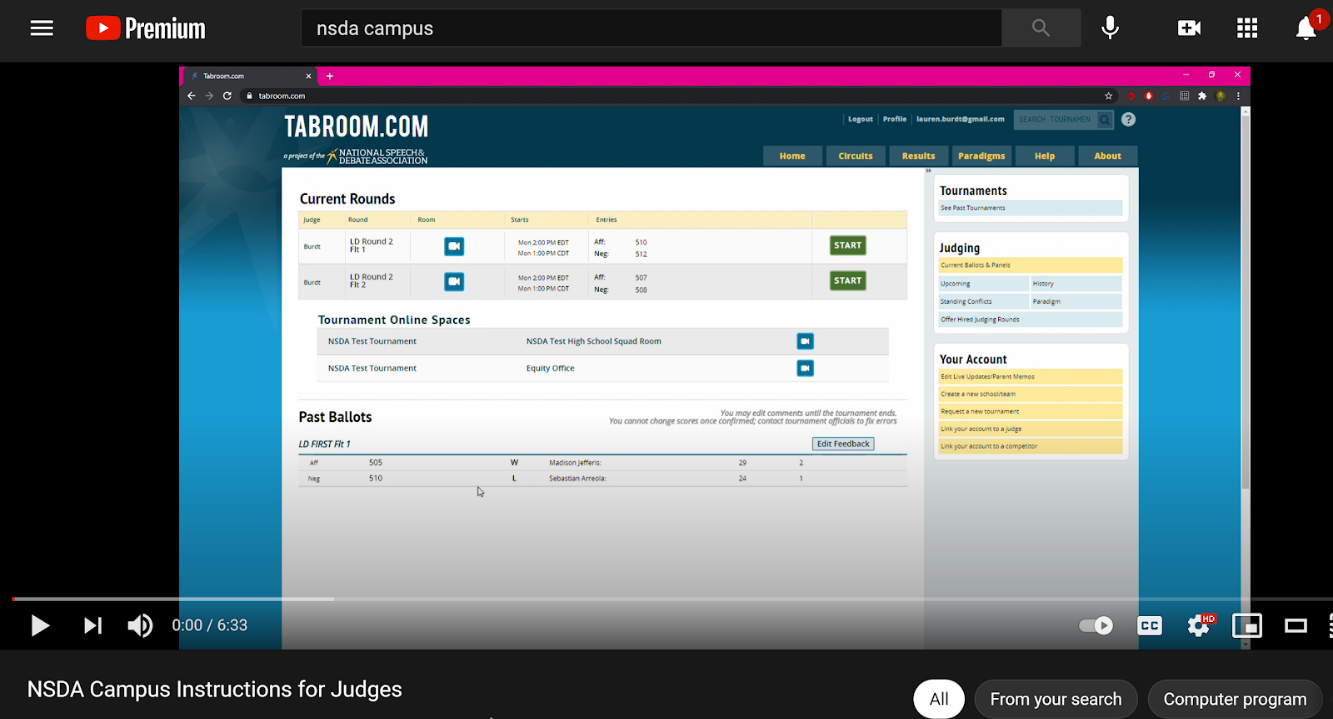 Premium
nsda campus
1
Tabroom.com
tabroom.com
TABROOM.COM
a project of the NATIONAL SPEECH & DEBATE ASSOCIATION
Logout Profile lauren.burdt@gmail.com SEARCH TOURNAMEN ?
Home Circuits Results Paradigms Help About
Current Rounds
Judge Round Room Starts Entries
Burdt LD Round 2 Flt 1 Mon 2:00 PM EDT Aff: 510 START
Mon 1:00 PM CDT Neg: 512
Burdt LD Round 2 Flt 2 Mon 2:00 PM EDT Aff: 507 START
Mon 1:00 PM CDT Neg: 508
Tournament Online Spaces
NSDA Test Tournament NSDA Test High School Squad Room
NSDA Test Tournament Equity Office
Past Ballots
You may edit comments until the tournament ends.
You cannot change scores once confirmed; contact tournament officials to fix errors
LD FIRST Flt 1 Edit Feedback
Aff 505 W Madison Jefferis: 29 2
Neg 510 L Sebastian Arreola: 24 1
Tournaments
See Past Tournaments
Judging
Current Ballots & Panels
Upcoming History
Standing Conflicts Paradigm
Offer Hired Judging Rounds
Your Account
Edit Live Updates/Parent Memos
Create a new school/team
Request a new tournament
Link your account to a judge
Link your account to a competitor
0:00 / 6:33
CC
HD
NSDA Campus Instructions for Judges
All From your search Computer program